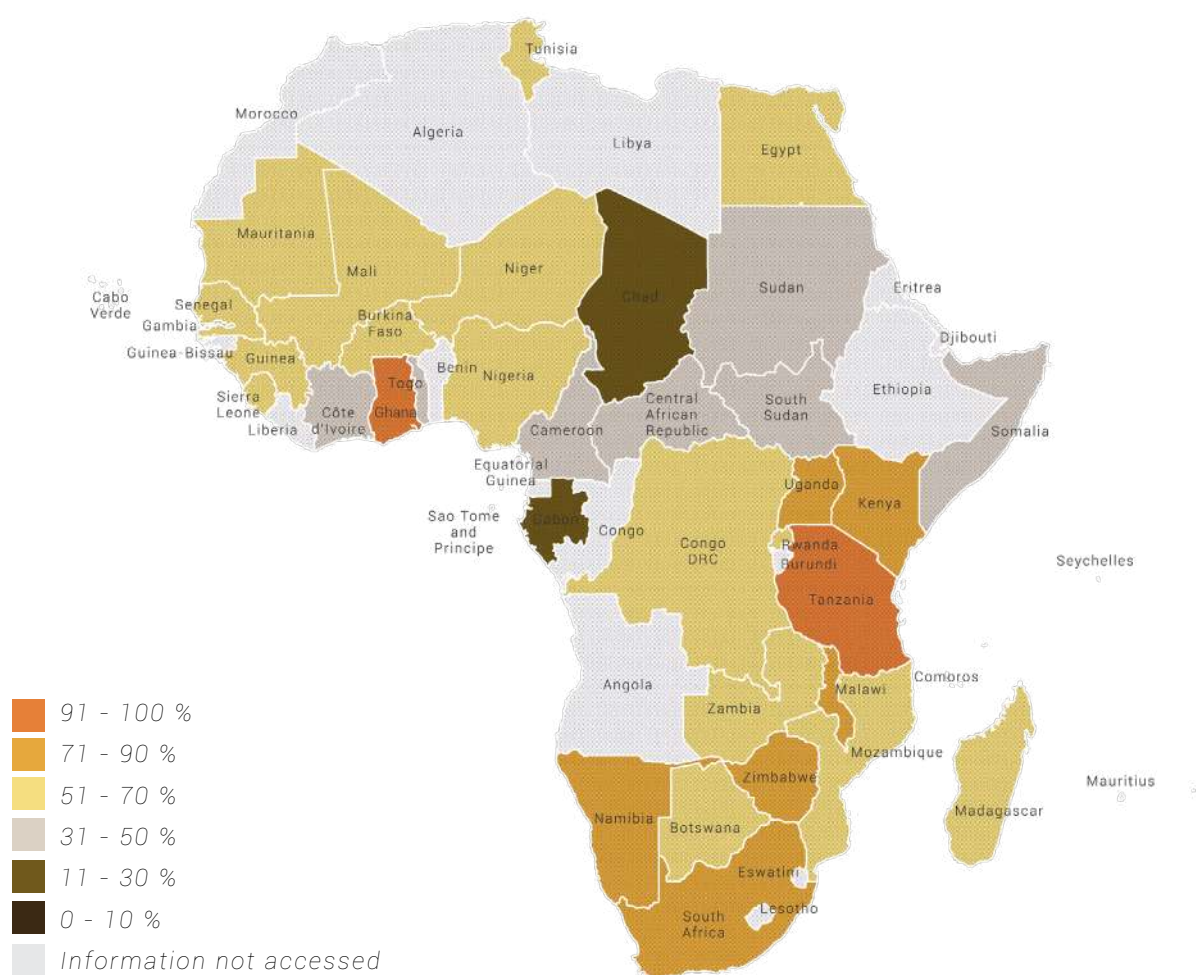 Tunisia
Morocco
Algeria
Libya
Egypt
Mauritania
Mali
Niger
Chad
Sudan
Eritrea
Cabo
Verde
Senegal
Gambia
Burkina
Faso
Djibouti
Guinea-Bissau
Guinea
Benin
Nigeria
Togo
Ethiopia
Sierra
Leone
Liberia
Côte
d'Ivoire
Ghana
Cameroon
Central
African
Republic
South
Sudan
Somalia
Equatorial
Guinea
Uganda
Kenya
Sao Tome
and
Principe
Gabon
Congo
Congo
DRC
Rwanda
Burundi
Seychelles
Tanzania
Angola
Malawi
Comoros
Zambia
Mozambique
Zimbabwe
Mauritius
Namibia
Botswana
Madagascar
Eswatini
Lesotho
South
Africa
91 - 100 %
71 - 90 %
51 - 70 %
31 - 50 %
11 - 30 %
0 - 10 %
Information not accessed